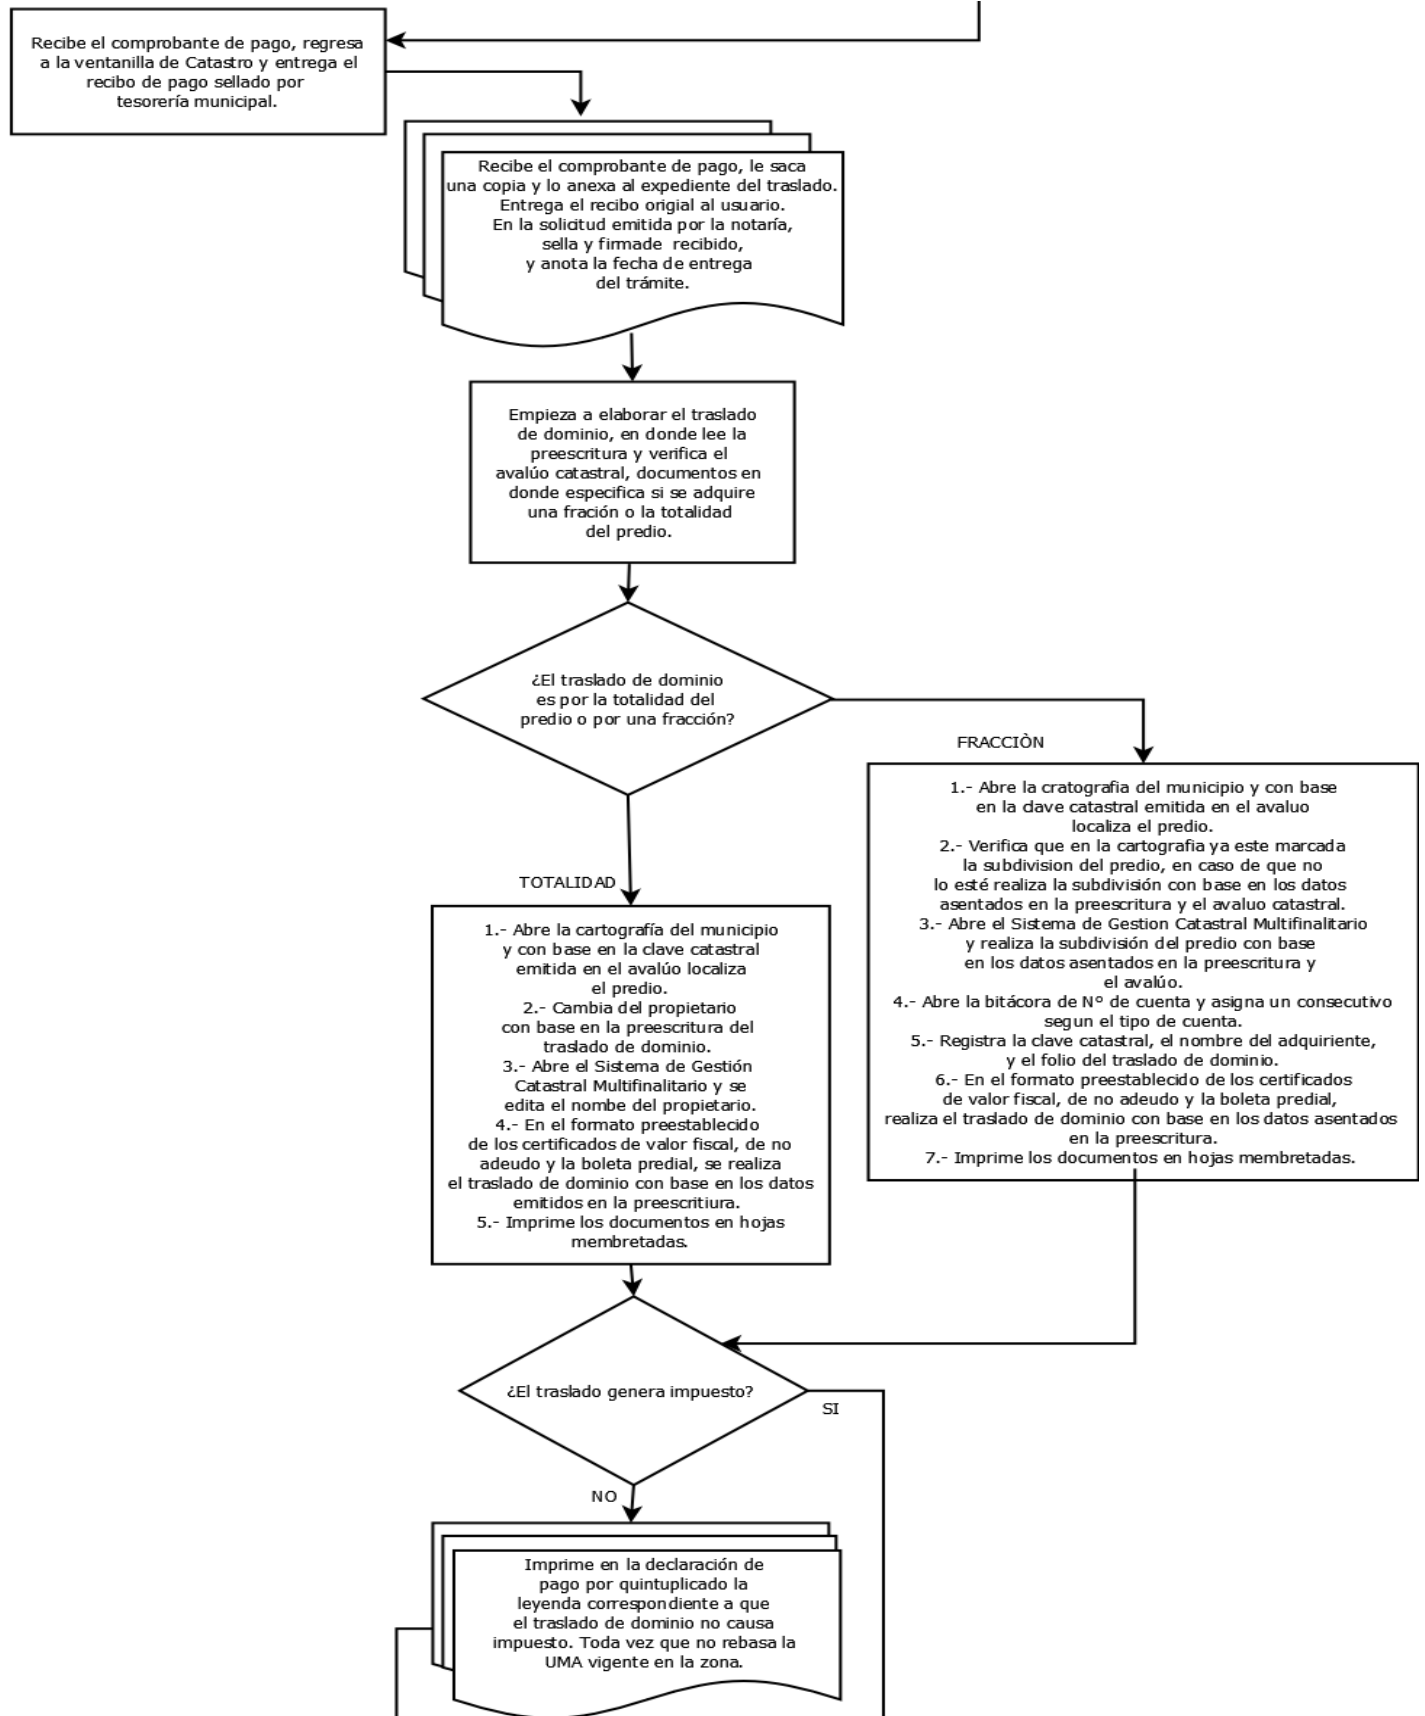 Recibe el comprobante de pago, regresa
a la ventanilla de Catastro y entrega el
recibo de pago sellado por
tesorería municipal.
Recibe el comprobante de pago, le saca
una copia y lo anexa al expediente del traslado.
Entrega el recibo origial al usuario.
En la solicitud emitida por la notaría,
sella y firmade  recibido,
y anota la fecha de entrega
del trámite.
Empieza a elaborar el traslado
de dominio, en donde lee la
preescritura y verifica el
avalúo catastral, documentos en
donde especifica si se adquire
una fración o la totalidad
del predio.
¿El traslado de dominio
es por la totalidad del
predio o por una fracción?
FRACCIÒN
1.- Abre la cratografia del municipio y con base
en la clave catastral emitida en el avaluo
localiza el predio.
2.- Verifica que en la cartografia ya este marcada
la subdivision del predio, en caso de que no
lo esté realiza la subdivisión con base en los datos
asentados en la preescritura y el avaluo catastral.
3.- Abre el Sistema de Gestion Catastral Multifinalitario
y realiza la subdivisión del predio con base
en los datos asentados en la preescritura y
el avalúo.
4.- Abre la bitácora de N° de cuenta y asigna un consecutivo
segun el tipo de cuenta.
5.- Registra la clave catastral, el nombre del adquiriente,
y el folio del traslado de dominio.
6.- En el formato preestablecido de los certificados
de valor fiscal, de no adeudo y la boleta predial,
realiza el traslado de dominio con base en los datos asentados
en la preescritura.
7.- Imprime los documentos en hojas membretadas.
TOTALIDAD
1.- Abre la cartografía del municipio
y con base en la clave catastral
emitida en el avalúo localiza
el predio.
2.- Cambia del propietario
con base en la preescritura del
traslado de dominio.
3.- Abre el Sistema de Gestión
Catastral Multifinalitario y se
edita el nombe del propietario.
4.- En el formato preestablecido
de los certificados de valor fiscal, de no
adeudo y la boleta predial, se realiza
el traslado de dominio con base en los datos
emitidos en la preescritiura.
5.- Imprime los documentos en hojas
membretadas.
¿El traslado genera impuesto?
SI
NO
Imprime en la declaración de
pago por quintuplicado la
leyenda correspondiente a que
el traslado de dominio no causa
impuesto. Toda vez que no rebasa la
UMA vigente en la zona.